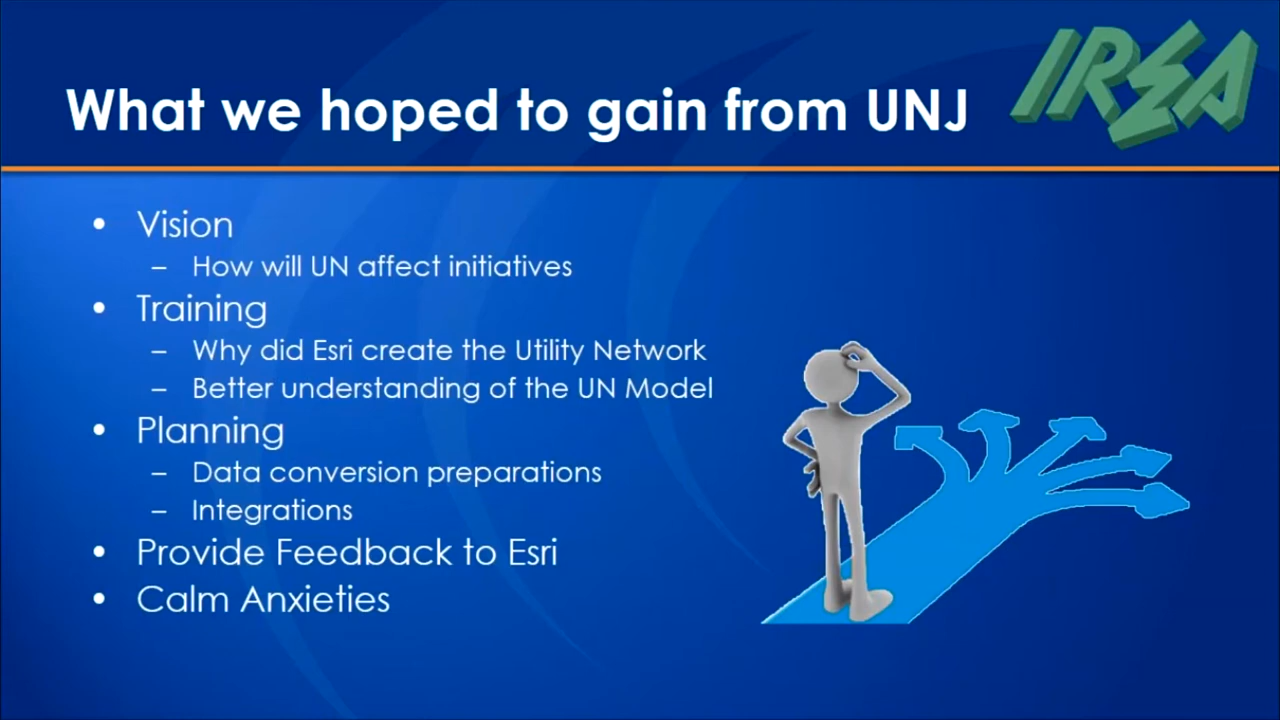 What we hoped to gain from UNJ
IREA
• Vision
– How will UN affect initiatives
• Training
– Why did Esri create the Utility Network
– Better understanding of the UN Model
• Planning
– Data conversion preparations
– Integrations
• Provide Feedback to Esri
• Calm Anxieties